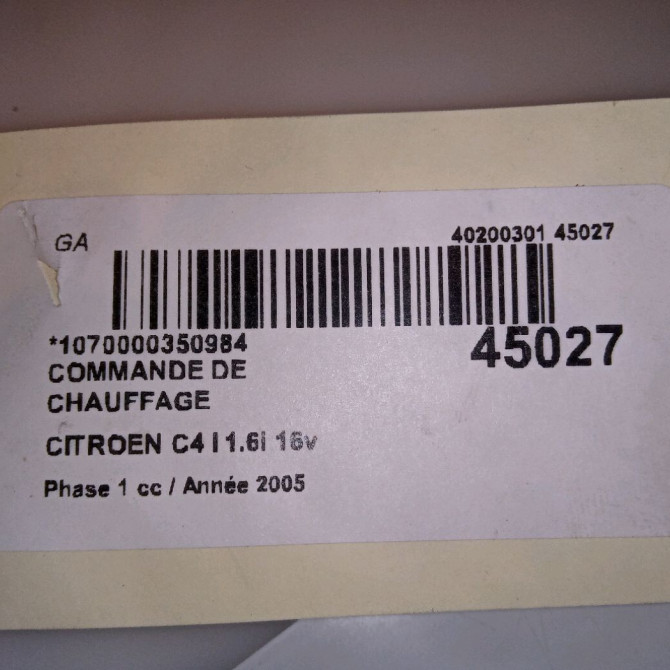 GA
40200301 45027
*1070000350984
45027
COMMANDE DE
CHAUFFAGE
CITROEN C4 I 1.6i 16v
Phase 1 cc / Année 2005